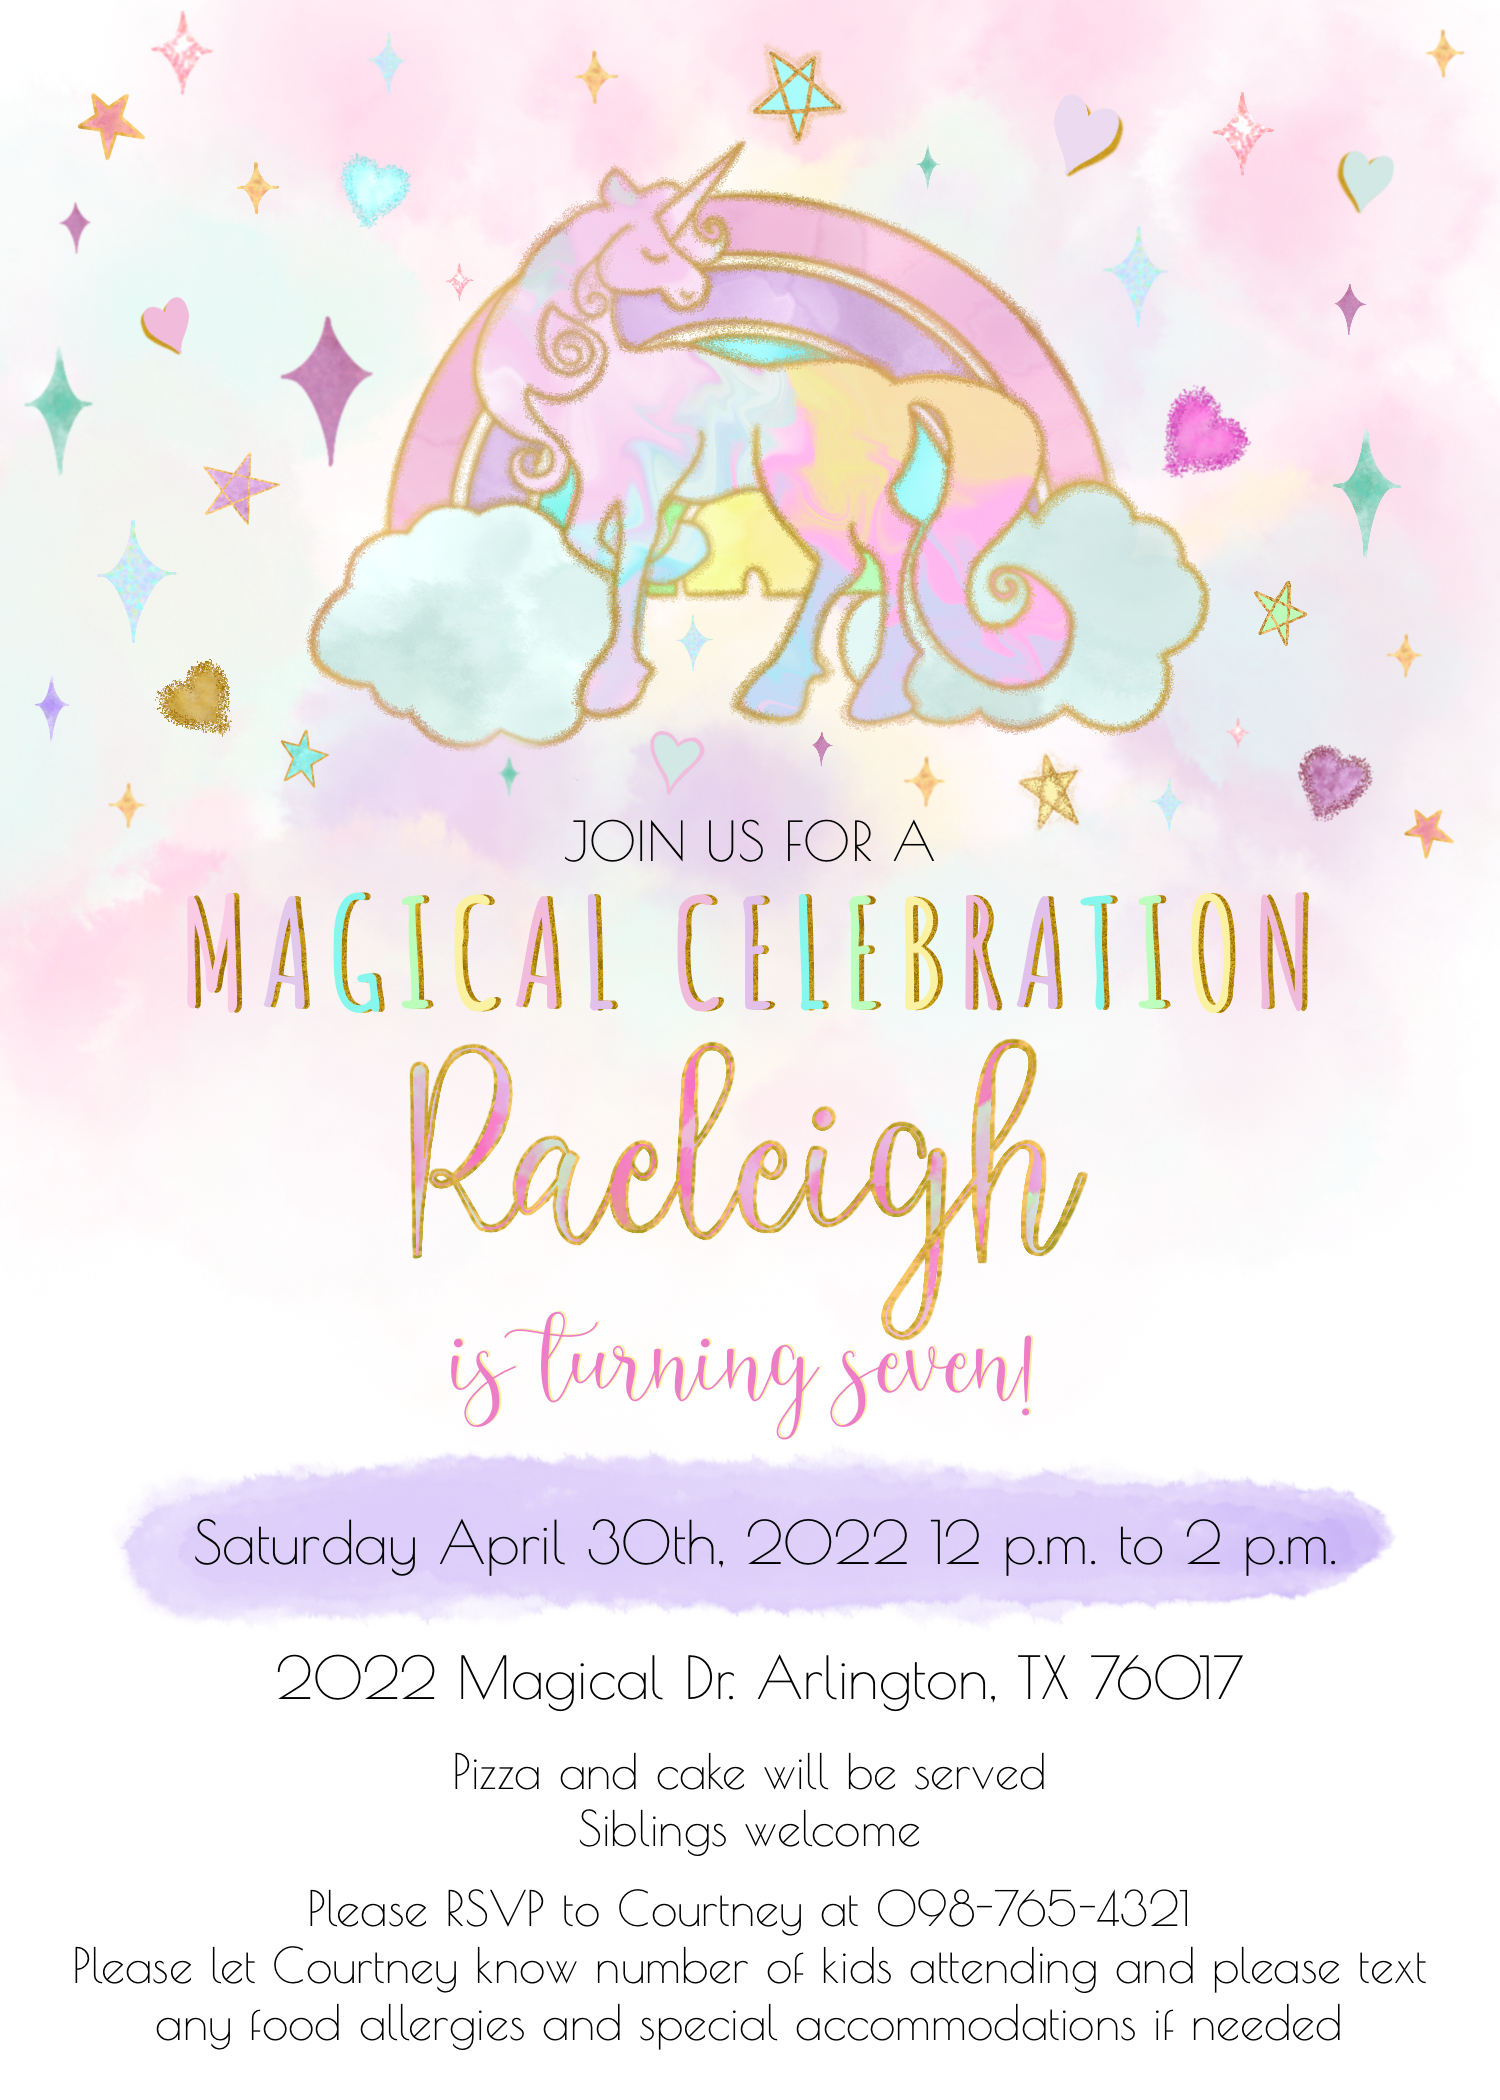 JOIN US FOR A
MAGICAL CELEBRATION
Raeleigh
is turning seven!
Saturday April 30th, 2022 12 p.m. to 2 p.m.
2022 Magical Dr. Arlington, TX 76017
Pizza and cake will be served
Siblings welcome
Please RSVP to Courtney at 098-765-4321
Please let Courtney know number of kids attending and please text
any food allergies and special accommodations if needed